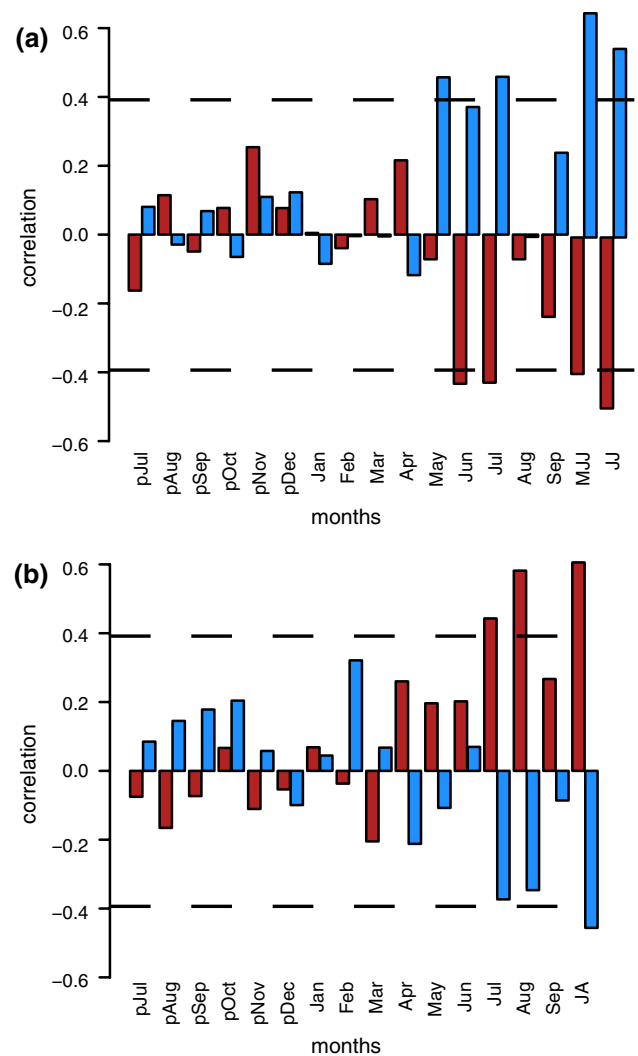 (a)
correlation
0.6
0.4
0.2
0.0
−0.2
−0.4
−0.6
pJul
pAug
pSep
pOct
pNov
pDec
Jan
Feb
Mar
Apr
May
Jun
Jul
Aug
Sep
MJJ
JJ
months
(b)
correlation
0.6
0.4
0.2
0.0
−0.2
−0.4
−0.6
pJul
pAug
pSep
pOct
pNov
pDec
Jan
Feb
Mar
Apr
May
Jun
Jul
Aug
Sep
JA
months